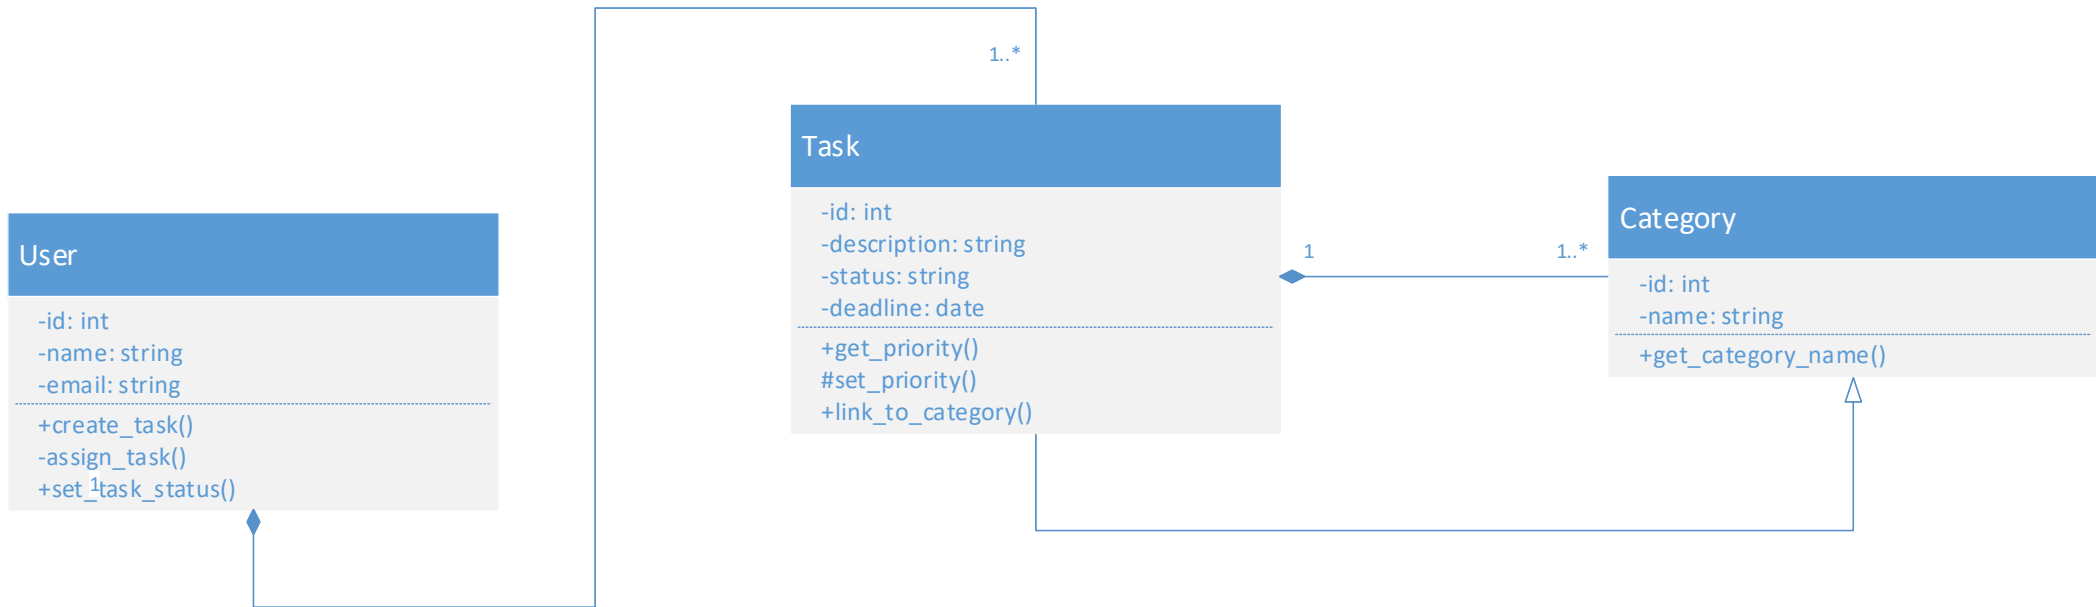 User
-id: int
-name: string
-email: string
+create_task()
-assign_task()
+set_task_status()
1
1..*
Task
-id: int
-description: string
-status: string
-deadline: date
+get_priority()
#set_priority()
+link_to_category()
1
1..*
Category
-id: int
-name: string
+get_category_name()